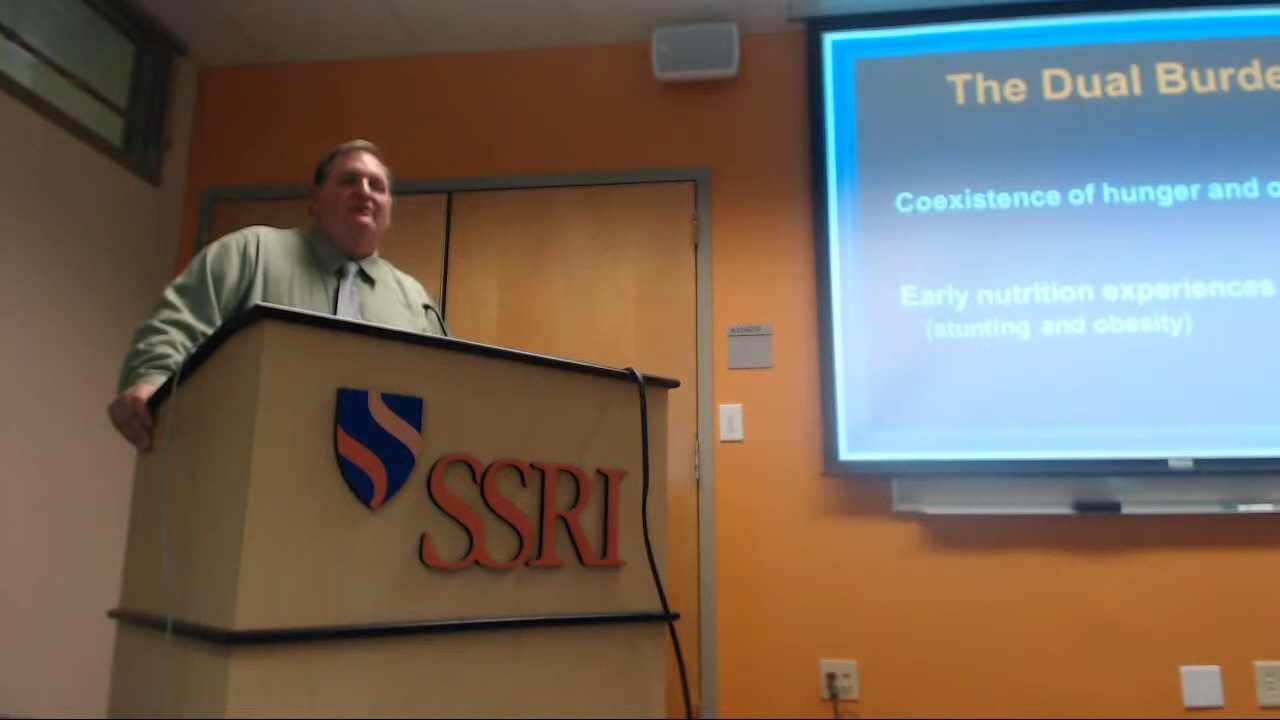 The Dual Burde
Coexistence of hunger and o
Early nutrition experiences
(stunting and obesity)
SSRI